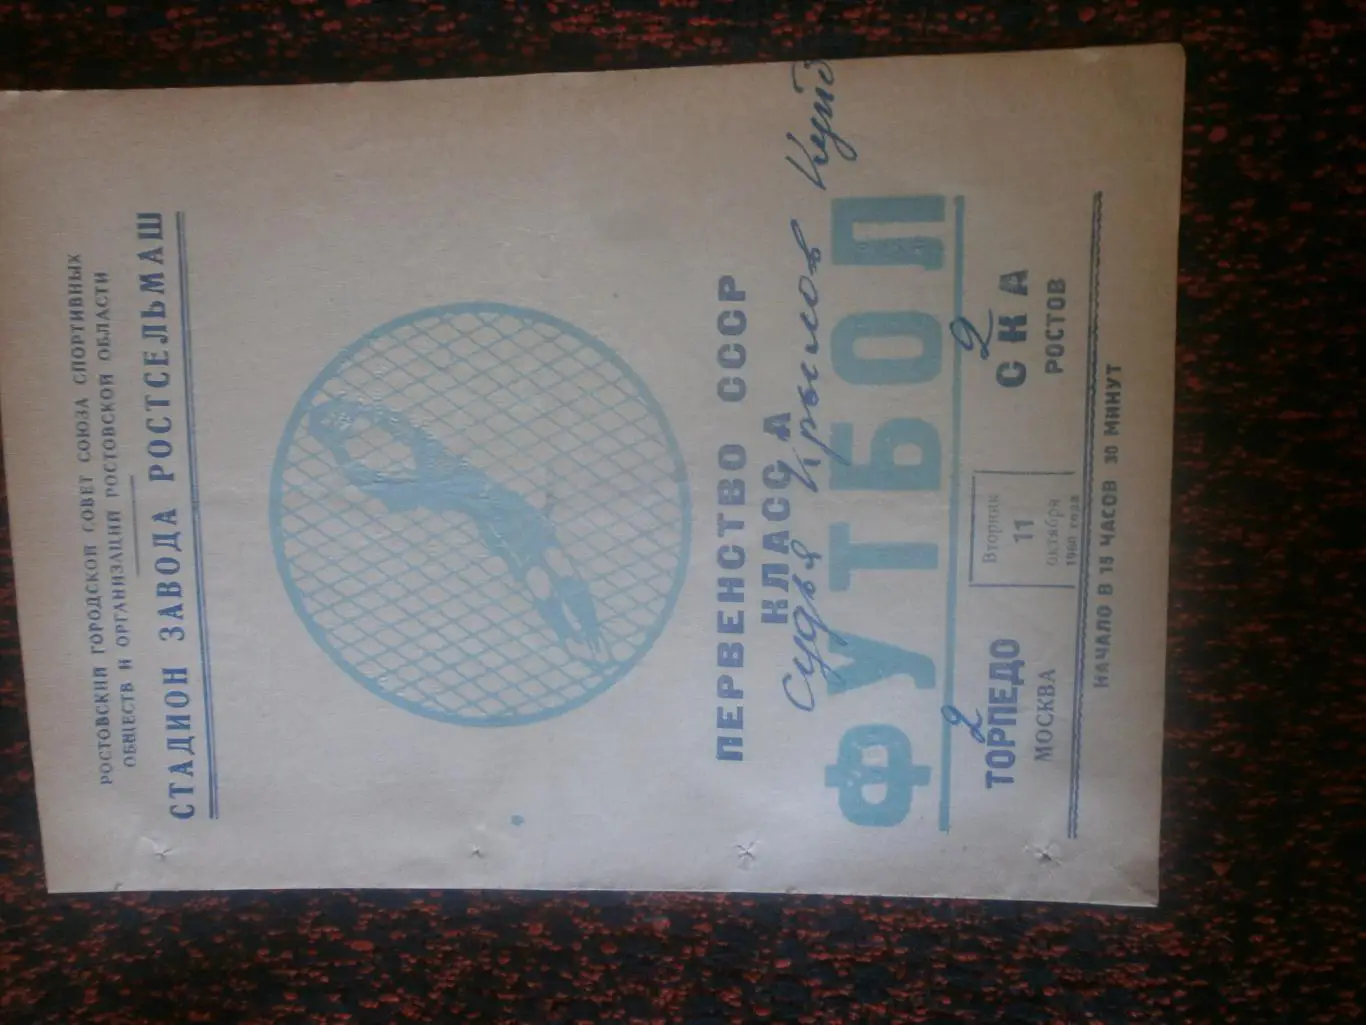 РОСТОВСКИЙ ГОРОДСКОЙ СОВЕТ СОЮЗА СПОРТИВНЫХ
ОБЩЕСТВ И ОРГАНИЗАЦИЙ РОСТОВСКОЙ ОБЛАСТИ
СТАДИОН ЗАВОДА РОСТСЕЛЬМАШ
ПЕРВЕНСТВО СССР
КЛАСС А
Судья Крылов
ФУТБОЛ
2 2
ТОРПЕДО
МОСКВА
Вторник
11
октября
1960 года
СКА
РОСТОВ
НАЧАЛО В 15 ЧАСОВ 30 МИНУТ